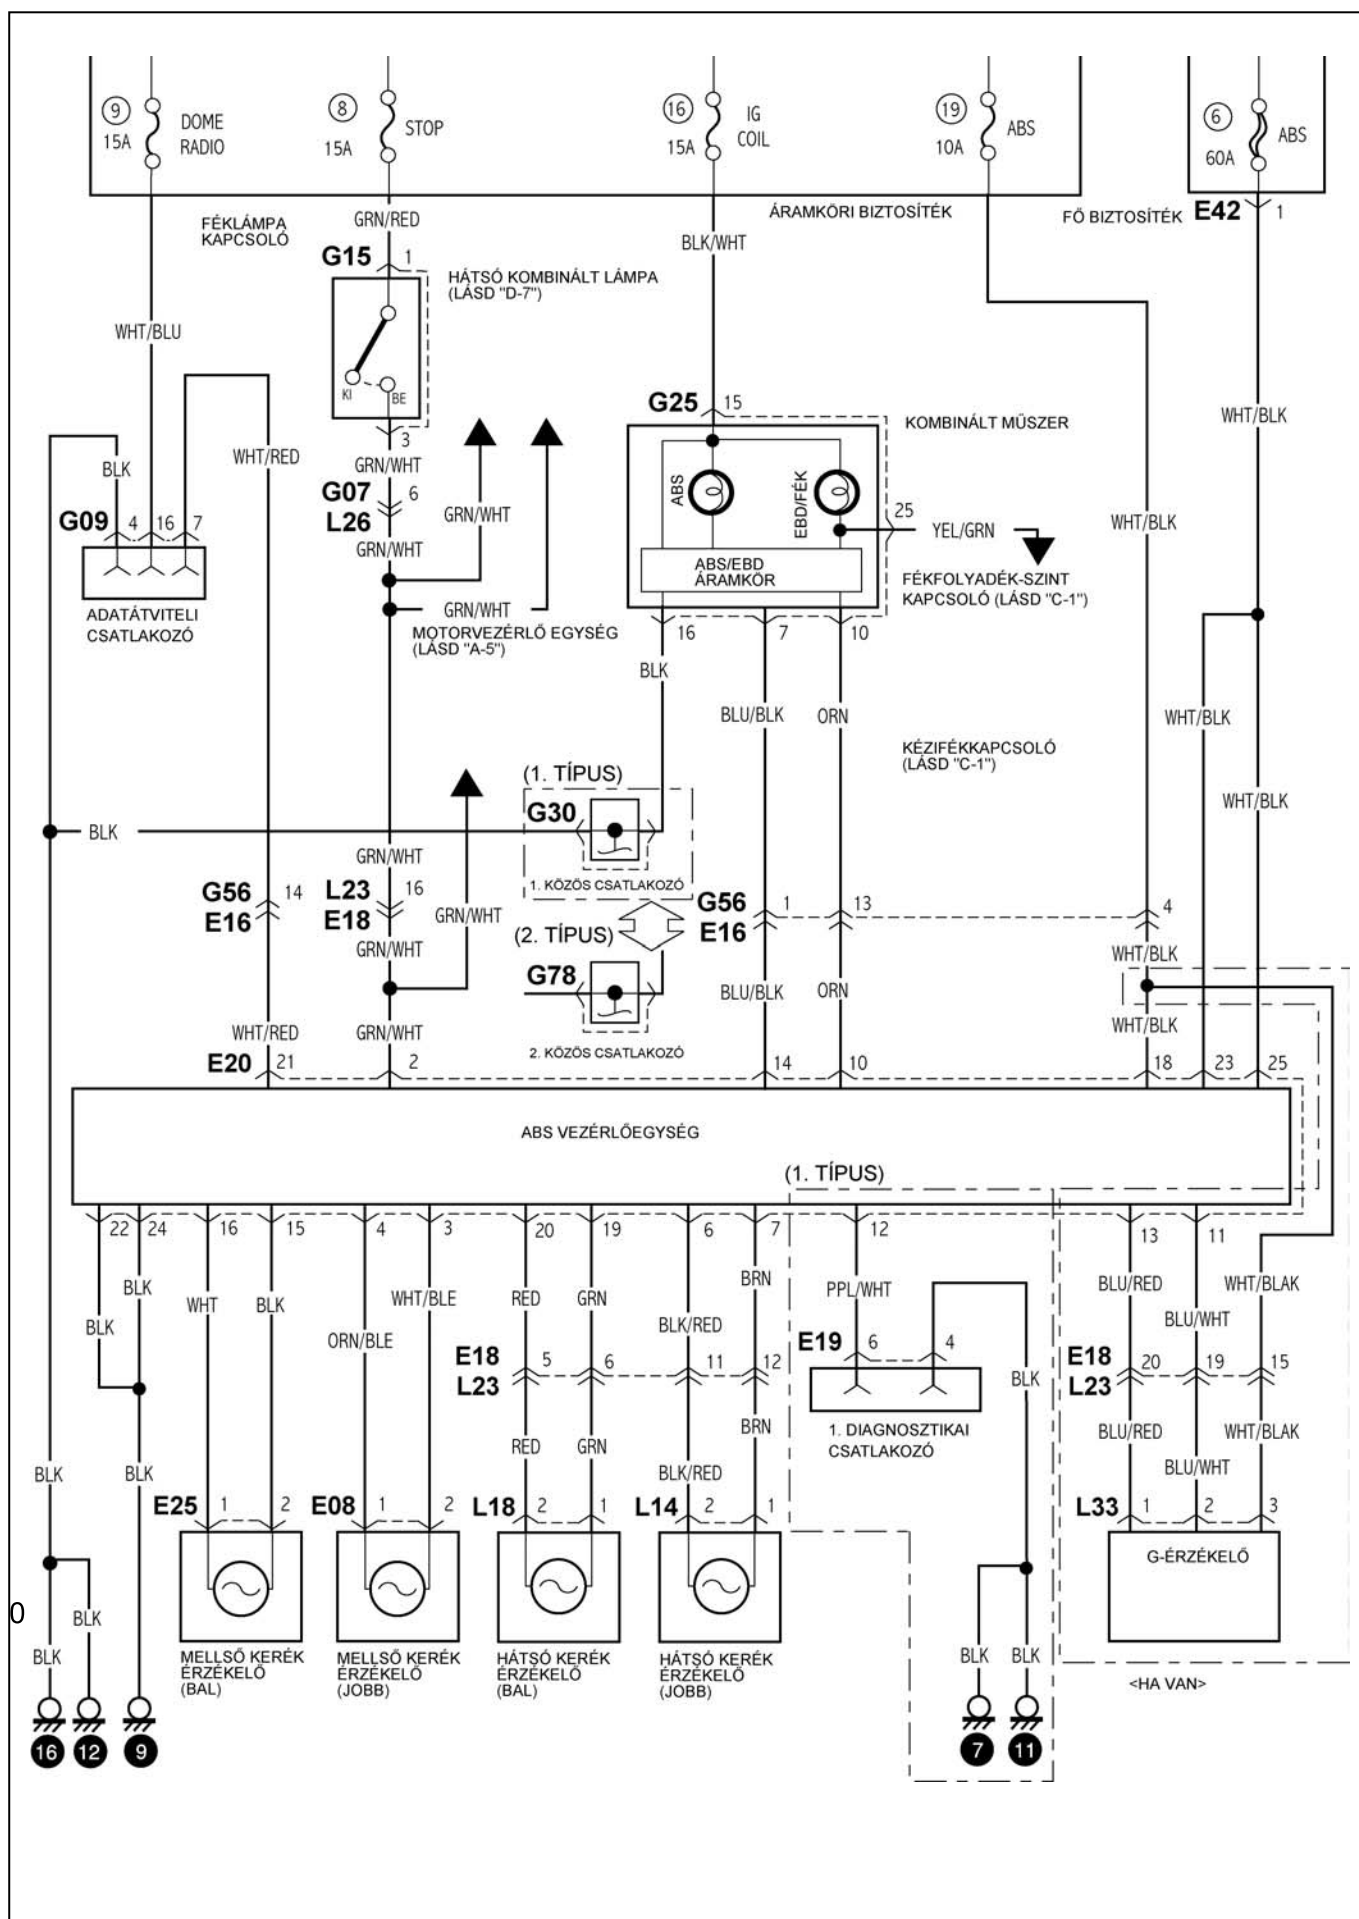 9
15A
DOME
RADIO
8
15A
STOP
16
15A
IG
COIL
19
10A
ABS
6
60A
ABS
FÉKLÁMPA
KAPCSOLÓ
GRN/RED
ÁRAMKÖRI BIZTOSÍTÉK
FŐ BIZTOSÍTÉK
E42
1
BLK/WHT
G15
1
HÁTSÓ KOMBINÁLT LÁMPA
(LÁSD "D-7")
WHT/BLU
KI
BE
G25
15
KOMBINÁLT MŰSZER
WHT/BLK
3
BLK
WHT/RED
GRN/WHT
G07
6
L26
GRN/WHT
GRN/WHT
ABS
EBD/FÉK
25
YEL/GRN
WHT/BLK
G09
4
16
7
ABS/EBD
ÁRAMKÖR
FÉKFOLYADÉK-SZINT
KAPCSOLÓ (LÁSD "C-1")
ADATÁTVITELI
CSATLAKOZÓ
GRN/WHT
MOTORVEZÉRLŐ EGYSÉG
(LÁSD "A-5")
16
7
10
BLK
BLU/BLK
ORN
WHT/BLK
KÉZIFÉKKAPCSOLÓ
(LÁSD "C-1")
(1. TÍPUS)
G30
WHT/BLK
BLK
GRN/WHT
1. KÖZÖS CSATLAKOZÓ
G56
14
E16
L23
16
E18
GRN/WHT
G56
1
13
4
E16
(2. TÍPUS)
GRN/WHT
WHT/BLK
G78
BLU/BLK
ORN
WHT/RED
GRN/WHT
WHT/BLK
2. KÖZÖS CSATLAKOZÓ
E20
21
2
14
10
18
23
25
ABS VEZÉRLŐEGYSÉG
(1. TÍPUS)
22
24
16
15
4
3
20
19
6
7
12
13
11
BLK
BLK
WHT
BLK
ORN/BLE
WHT/BLE
RED
GRN
BLK/RED
BRN
PPL/WHT
BLU/RED
BLU/WHT
WHT/BLAK
E18
5
6
11
12
L23
E19
6
4
BLK
E18
20
19
15
L23
RED
GRN
BLK/RED
BRN
1. DIAGNOSZTIKAI
CSATLAKOZÓ
BLU/RED
BLU/WHT
WHT/BLAK
BLK
BLK
E25
1
2
E08
1
2
L18
2
1
L14
2
1
L33
1
2
3
G-ÉRZÉKELŐ
0
BLK
BLK
MELLSŐ KERÉK
ÉRZÉKELŐ
(BAL)
MELLSŐ KERÉK
ÉRZÉKELŐ
(JOBB)
HÁTSÓ KERÉK
ÉRZÉKELŐ
(BAL)
HÁTSÓ KERÉK
ÉRZÉKELŐ
(JOBB)
BLK
BLK
<HA VAN>
16
12
9
7
11